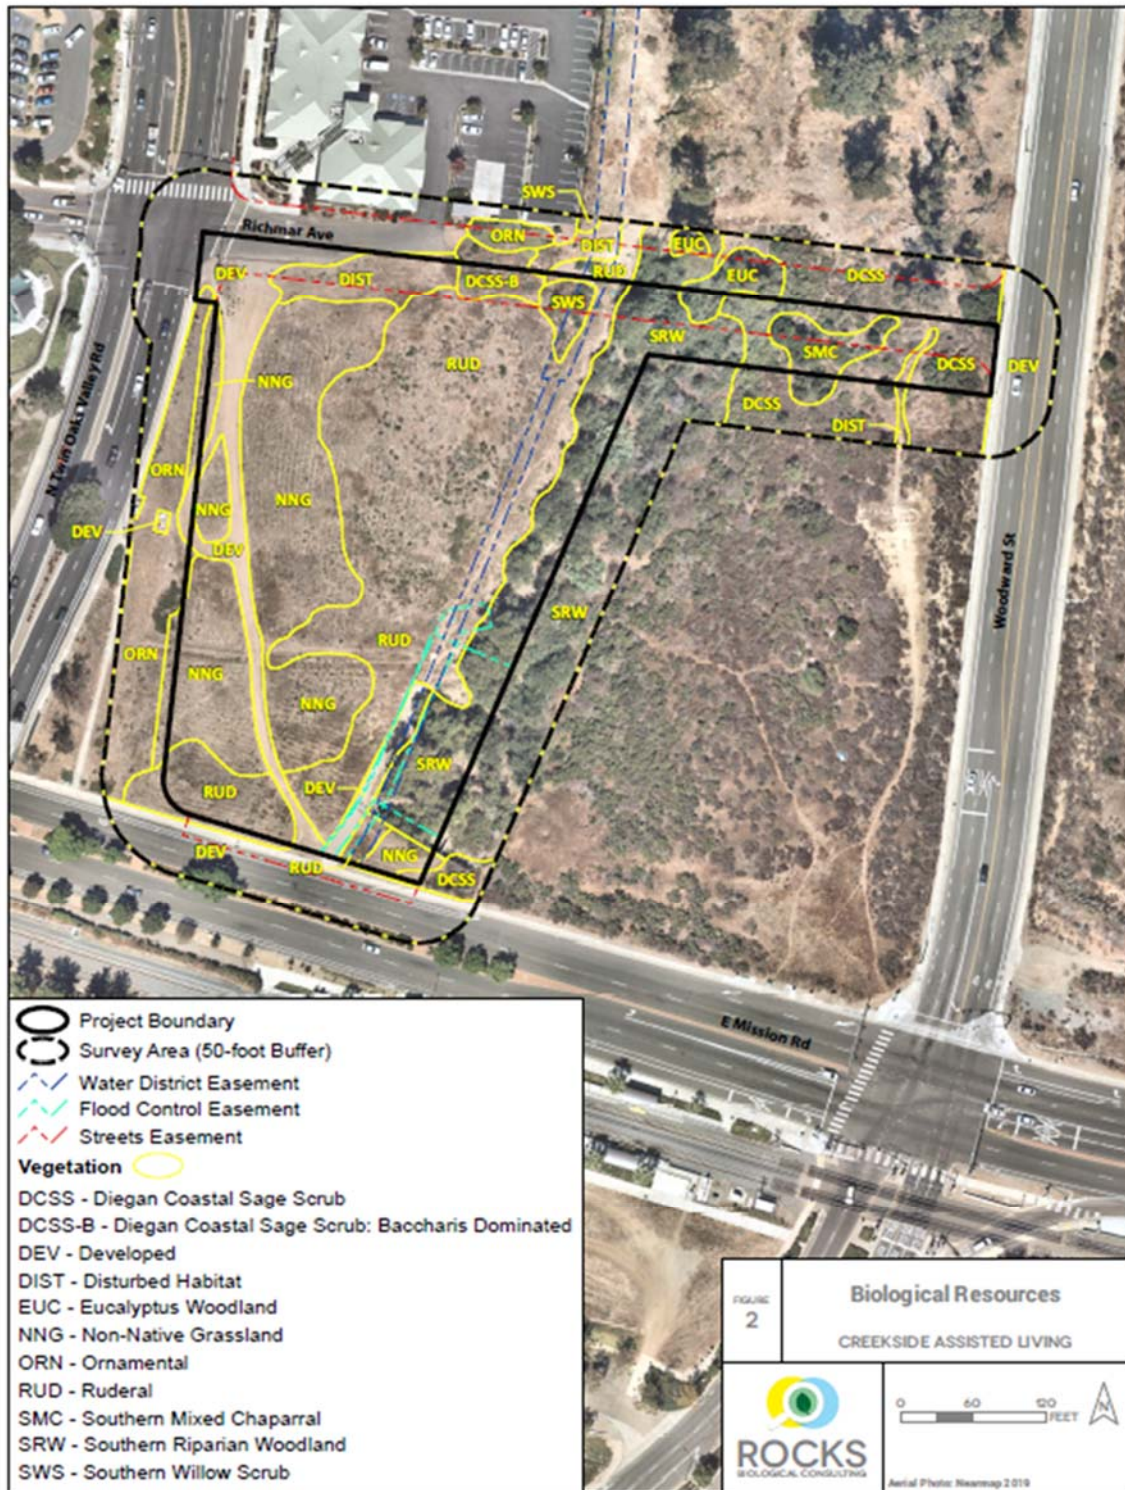 SWS
Richmar Ave
ORN
DIST
EUC
RUD
DEV
DIST
DCSS-B
EUC
DCSS
SWS
SRW
SMC
RUD
DCSS
DEV
NNG
DCSS
DIST
N Twin Oaks Valley Rd
ORN
NNG
NNG
DEV
DEV
Woodward St
SRW
RUD
ORN
NNG
NNG
SRW
RUD
DEV
DEV
NNG
RUD
DCSS
E Mission Rd
Project Boundary
Survey Area (50-foot Buffer)
Water District Easement
Flood Control Easement
Streets Easement
Vegetation
DCSS - Diegan Coastal Sage Scrub
DCSS-B - Diegan Coastal Sage Scrub: Baccharis Dominated
DEV - Developed
DIST - Disturbed Habitat
EUC - Eucalyptus Woodland
NNG - Non-Native Grassland
ORN - Ornamental
RUD - Ruderal
SMC - Southern Mixed Chaparral
SRW - Southern Riparian Woodland
SWS - Southern Willow Scrub
FIGURE
2
Biological Resources
CREEKSIDE ASSISTED LIVING
ROCKS
BIOLOGICAL CONSULTING
0 60 120
FEET
N
Aerial Photo: Nearmap 2019